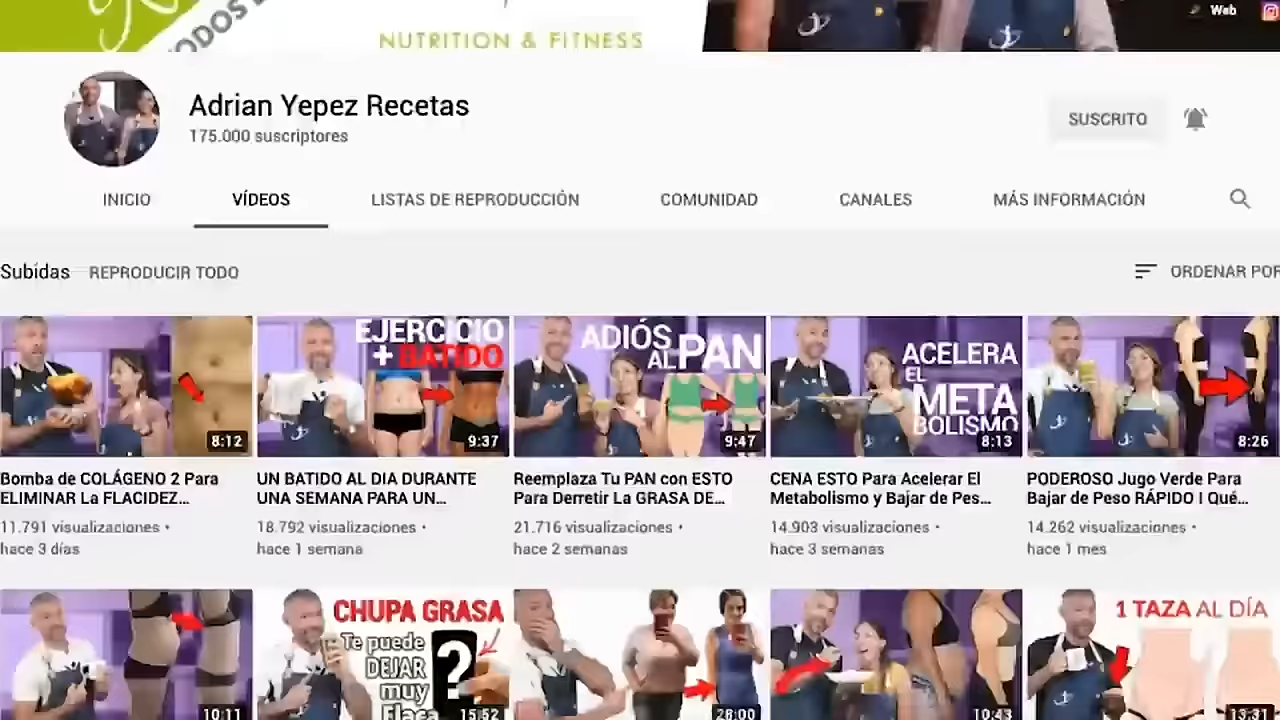 ODOS
Web
NUTRITION & FITNESS
Adrian Yepez Recetas
175.000 suscriptores
SUSCRITO
INICIO
VÍDEOS
LISTAS DE REPRODUCCIÓN
COMUNIDAD
CANALES
MÁS INFORMACIÓN
Subidas
REPRODUCIR TODO
ORDENAR POR
8:12
EJERCICIO
+ BATIDO
9:37
ADIÓS
AL PAN
9:47
ACELERA
EL
META
BOLISMO
8:13
8:26
Bomba de COLÁGENO 2 Para
ELIMINAR La FLACIDEZ...
11.791 visualizaciones •
hace 3 días
UN BATIDO AL DIA DURANTE
UNA SEMANA PARA UN...
18.792 visualizaciones •
hace 1 semana
Reemplaza Tu PAN con ESTO
Para Derretir La GRASA DE...
21.716 visualizaciones •
hace 2 semanas
CENA ESTO Para Acelerar El
Metabolismo y Bajar de Pes...
14.903 visualizaciones •
hace 3 semanas
PODEROSO Jugo Verde Para
Bajar de Peso RÁPIDO I Qué...
14.262 visualizaciones •
hace 1 mes
10:11
CHUPA GRASA
Te puede
DEJAR
muy
Flaca
?
15:52
28:00
10:43
1 TAZA AL DÍA
13:31